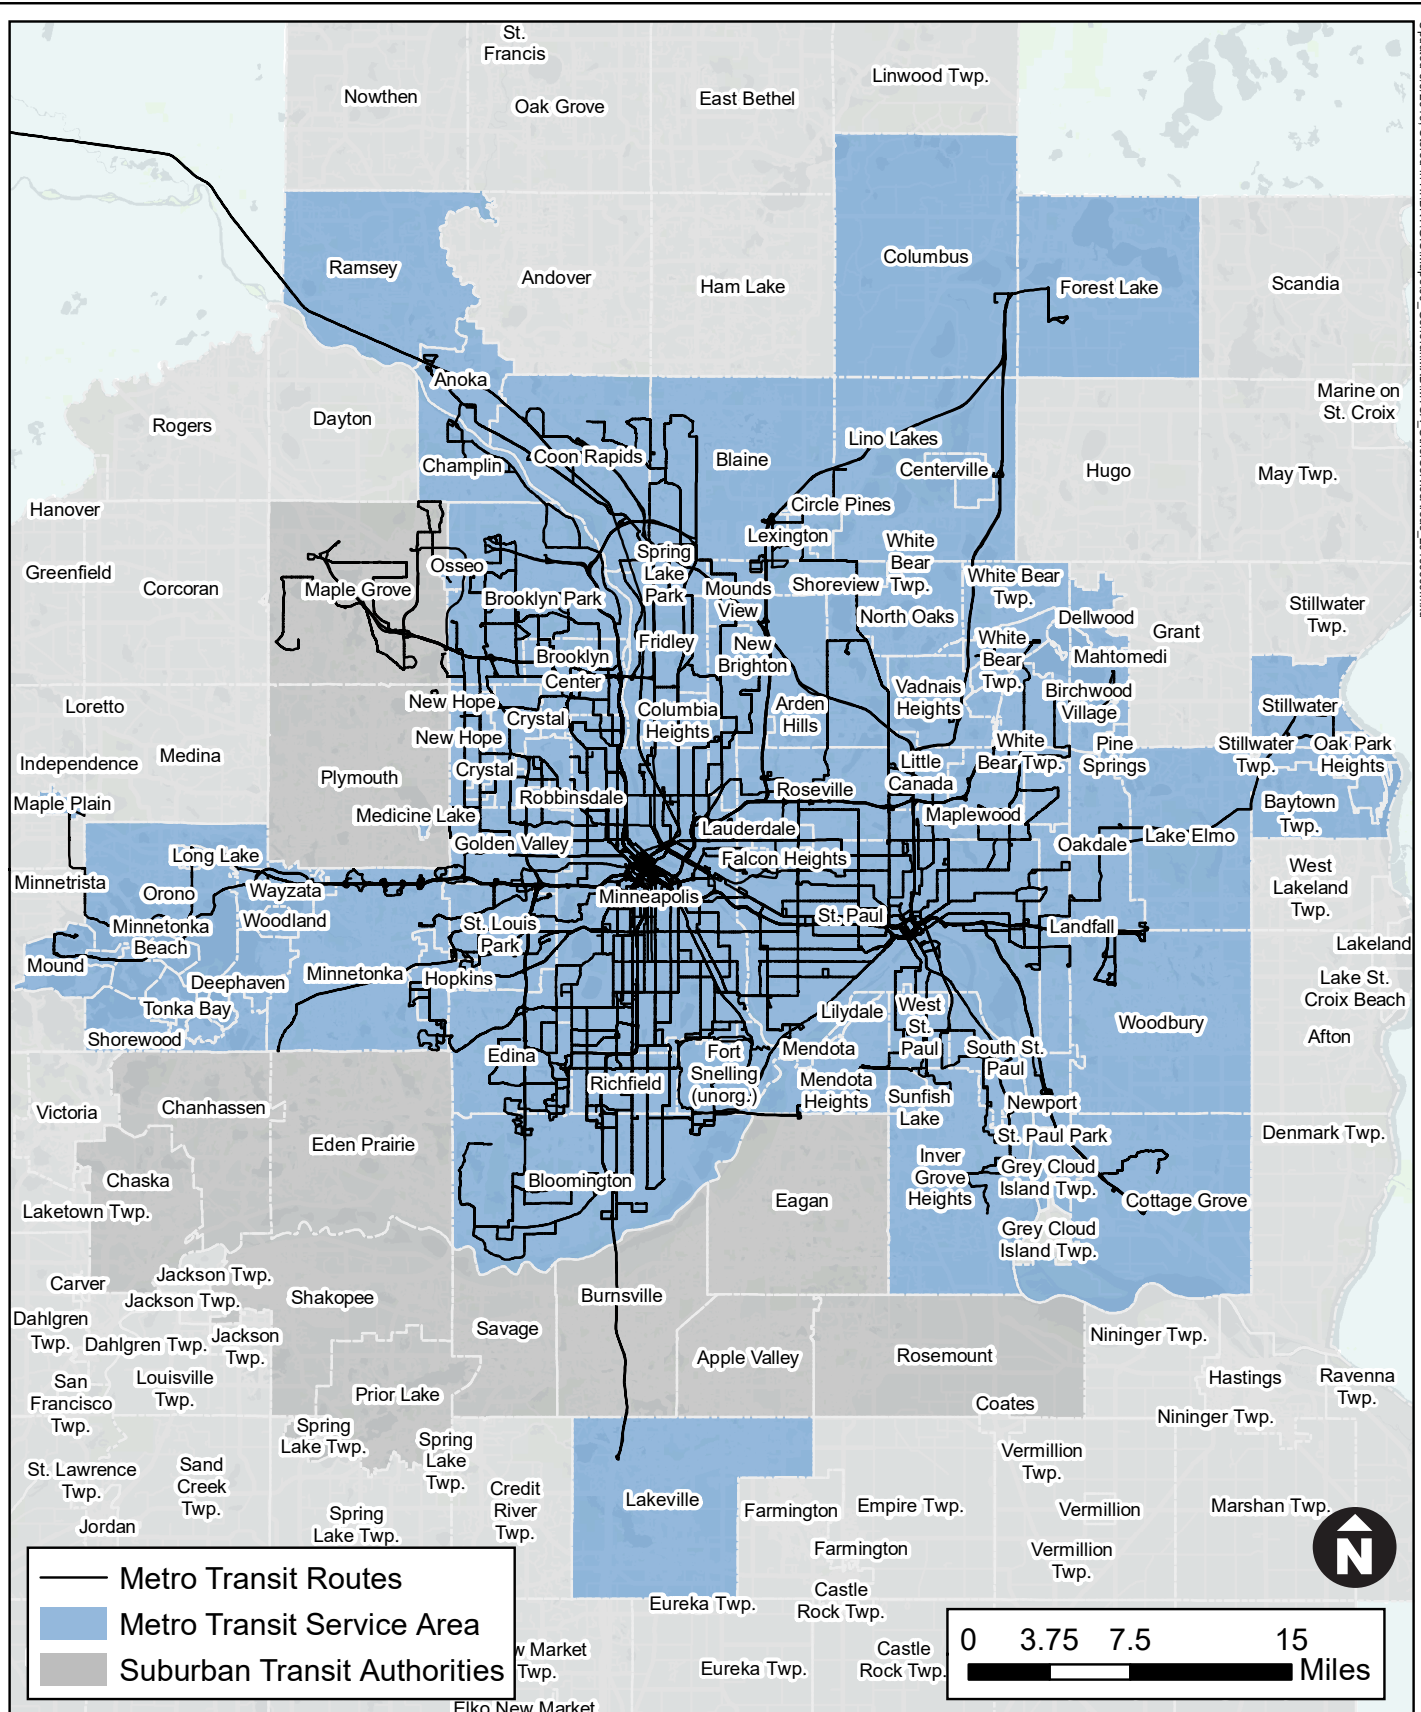 St.
Francis
Linwood Twp.
Nowthen
Oak Grove
East Bethel
Ramsey
Andover
Ham Lake
Columbus
Forest Lake
Scandia
Anoka
Marine on
St. Croix
Rogers
Dayton
Champlin
Coon Rapids
Blaine
Lino Lakes
Centerville
Hugo
May Twp.
Hanover
Circle Pines
Lexington
White
Bear
Twp.
Greenfield
Corcoran
Maple Grove
Osseo
Brooklyn Park
Spring
Lake
Park
Mounds
View
Shoreview
White Bear
Twp.
North Oaks
Dellwood
Stillwater
Twp.
Grant
Fridley
New
Brighton
White
Bear
Twp.
Mahtomedi
Brooklyn
Center
Loretto
New Hope
Crystal
Columbia
Heights
Arden
Hills
Vadnais
Heights
Birchwood
Village
Stillwater
New Hope
White
Bear Twp.
Pine
Springs
Stillwater
Twp.
Oak Park
Heights
Independence
Medina
Plymouth
Crystal
Little
Canada
Maple Plain
Medicine Lake
Robbinsdale
Roseville
Maplewood
Baytown
Twp.
Golden Valley
Lauderdale
Oakdale
Lake Elmo
Long Lake
Falcon Heights
Minnetrista
Orono
Wayzata
Minneapolis
West
Lakeland
Twp.
Minnetonka
Beach
Woodland
St. Louis
Park
St. Paul
Landfall
Lakeland
Mound
Deephaven
Minnetonka
Hopkins
Lake St.
Croix Beach
Tonka Bay
Lilydale
West
St.
Paul
Woodbury
Afton
Shorewood
Edina
Fort
Snelling
(unorg.)
Mendota
South St.
Paul
Richfield
Mendota
Heights
Sunfish
Lake
Newport
Victoria
Chanhassen
Eden Prairie
St. Paul Park
Denmark Twp.
Chaska
Bloomington
Eagan
Inver
Grove
Heights
Grey Cloud
Island Twp.
Cottage Grove
Laketown Twp.
Grey Cloud
Island Twp.
Carver
Jackson Twp.
Jackson Twp.
Shakopee
Burnsville
Dahlgren
Twp.
Dahlgren Twp.
Jackson
Twp.
Savage
Nininger Twp.
Apple Valley
Rosemount
San
Francisco
Twp.
Louisville
Twp.
Prior Lake
Coates
Hastings
Ravenna
Twp.
Nininger Twp.
Spring
Lake Twp.
Spring
Lake
Twp.
St. Lawrence
Twp.
Sand
Creek
Twp.
Vermillion
Twp.
Credit
River
Twp.
Lakeville
Farmington
Empire Twp.
Vermillion
Marshan Twp.
Jordan
Spring
Lake Twp.
Farmington
Vermillion
Twp.
N
Castle
Rock Twp.
Eureka Twp.
Metro Transit Routes
Metro Transit Service Area
Suburban Transit Authorities
w Market
Twp.
Eureka Twp.
Castle
Rock Twp.
0 3.75 7.5 15
Miles
Elko New Market